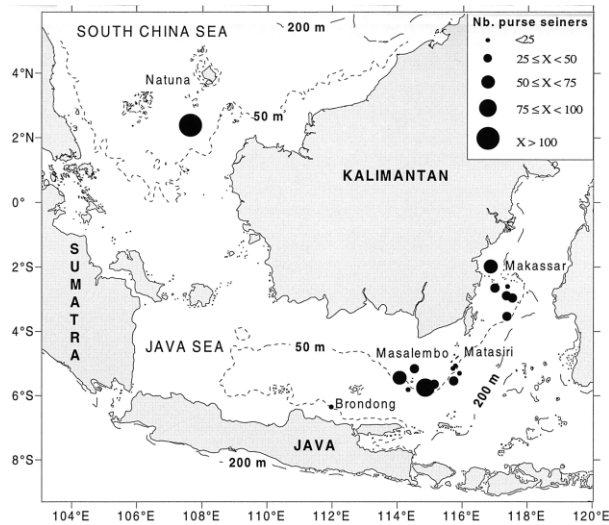 SOUTH CHINA SEA
200 m
Nb. purse seiners
<25
25 ≤ X < 50
50 ≤ X < 75
75 ≤ X < 100
X > 100
4°N
Natuna
50 m
2°N
KALIMANTAN
0°
SUMATRA
2°S
Makassar
4°S
JAVA SEA
50 m
Masalembo
Matasiri
6°S
200 m
Brondong
JAVA
8°S
200 m
104°E
106°E
108°E
110°E
112°E
114°E
116°E
118°E
120°E